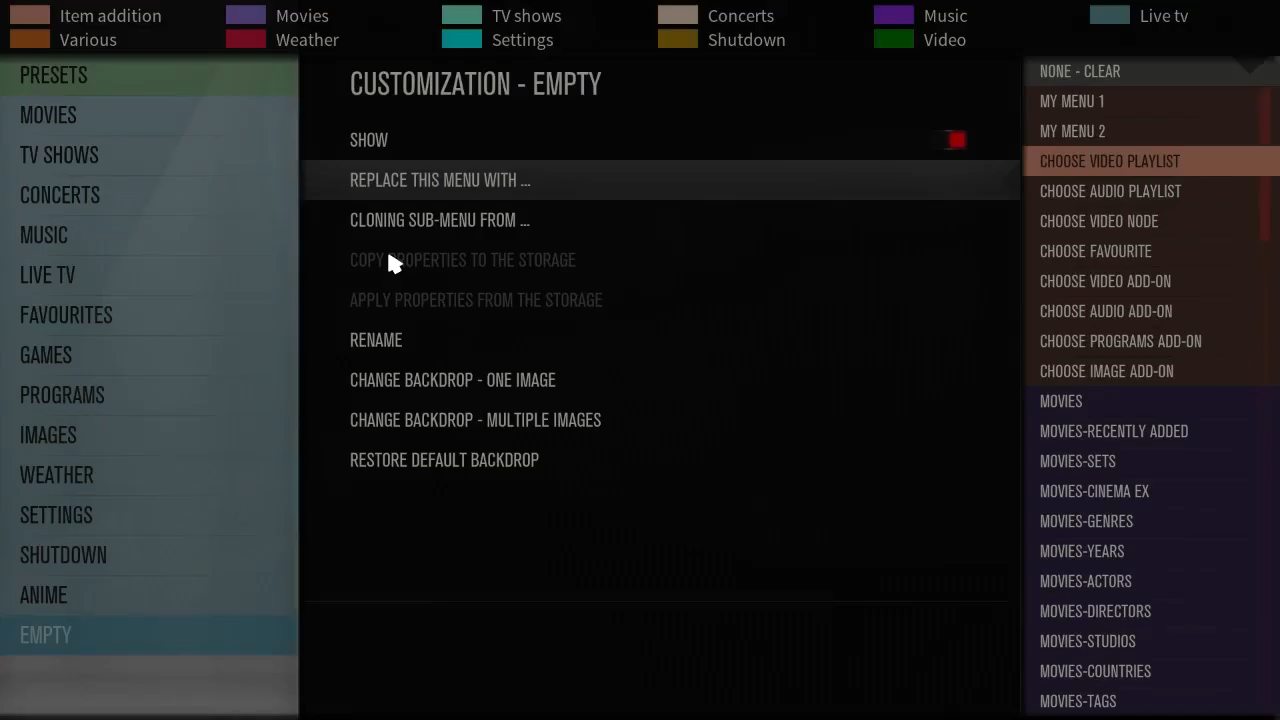 Item addition
Movies
TV shows
Concerts
Music
Live tv
Various
Weather
Settings
Shutdown
Video
PRESETS
MOVIES
TV SHOWS
CONCERTS
MUSIC
LIVE TV
FAVOURITES
GAMES
PROGRAMS
IMAGES
WEATHER
SETTINGS
SHUTDOWN
ANIME
EMPTY
CUSTOMIZATION - EMPTY
SHOW
REPLACE THIS MENU WITH ...
CLONING SUB-MENU FROM ...
COPY PROPERTIES TO THE STORAGE
APPLY PROPERTIES FROM THE STORAGE
RENAME
CHANGE BACKDROP - ONE IMAGE
CHANGE BACKDROP - MULTIPLE IMAGES
RESTORE DEFAULT BACKDROP
NONE - CLEAR
MY MENU 1
MY MENU 2
CHOOSE VIDEO PLAYLIST
CHOOSE AUDIO PLAYLIST
CHOOSE VIDEO NODE
CHOOSE FAVOURITE
CHOOSE VIDEO ADD-ON
CHOOSE AUDIO ADD-ON
CHOOSE PROGRAMS ADD-ON
CHOOSE IMAGE ADD-ON
MOVIES
MOVIES-RECENTLY ADDED
MOVIES-SETS
MOVIES-CINEMA EX
MOVIES-GENRES
MOVIES-YEARS
MOVIES-ACTORS
MOVIES-DIRECTORS
MOVIES-STUDIOS
MOVIES-COUNTRIES
MOVIES-TAGS